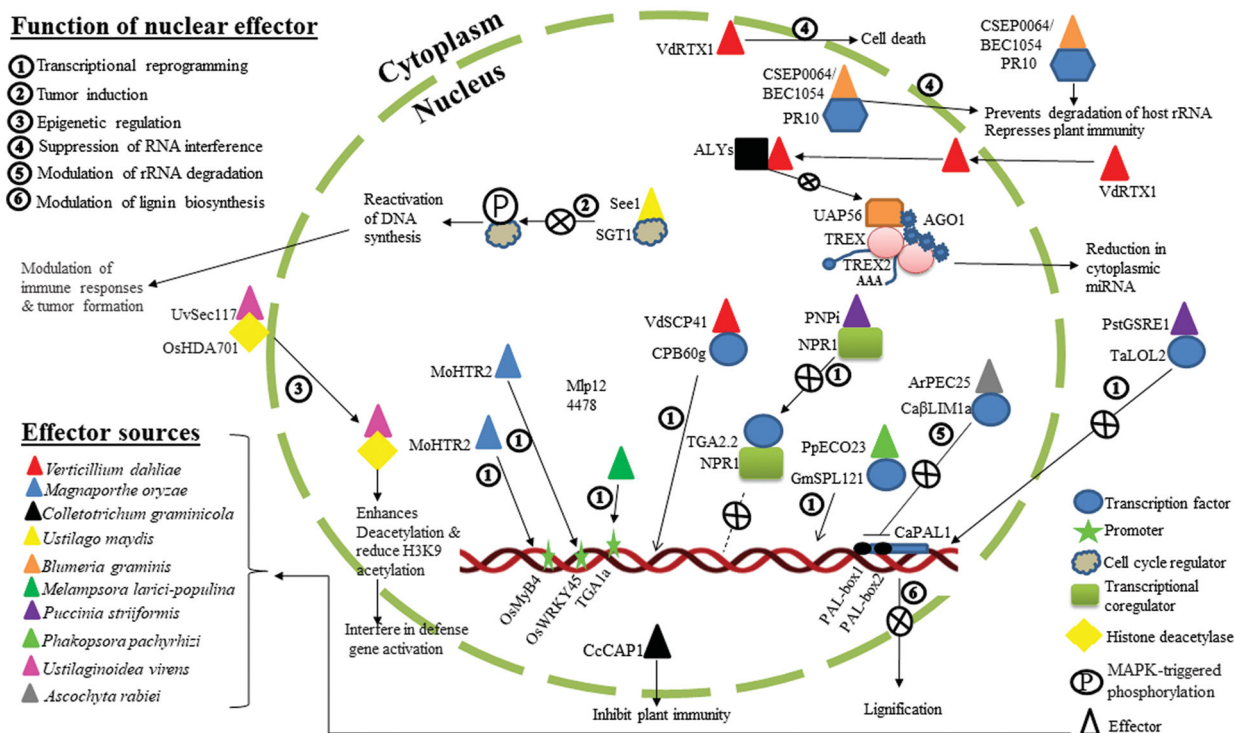 Function of nuclear effector
1 Transcriptional reprogramming
2 Tumor induction
3 Epigenetic regulation
4 Suppression of RNA interference
5 Modulation of rRNA degradation
6 Modulation of lignin biosynthesis
Cytoplasm
Nucleus
VdRTX1
4
Cell death
CSEP0064/
BEC1054
PR10
4
CSEP0064/
BEC1054
PR10
Prevents degradation of host rRNA
Represses plant immunity
ALYs
VdRTX1
UAP56
AGO1
TREX
TREX2
AAA
Reduction in
cytoplasmic
miRNA
See1
SGT1
2
P
Reactivation
of DNA
synthesis
Modulation of
immune responses
& tumor formation
UvSec117
OsHDA701
3
Enhances
Deacetylation &
reduce H3K9
acetylation
Interfere in defense
gene activation
MoHTR2
1
MoHTR2
1
Mlp12
4478
1
VdSCP41
CPB60g
1
PNPi
NPR1
1
TGA2.2
NPR1
PpECO23
GmSPL121
1
ArPEC25
CaβLIM1a
5
PstGSRE1
TaLOL2
1
OsMyB4
OsWRKY45
TGA1a
CaPAL1
PAL-box1
PAL-box2
6
Lignification
CcCAP1
Inhibit plant immunity
Effector sources
Verticillium dahliae
Magnaporthe oryzae
Colletotrichum graminicola
Ustilago maydis
Blumeria graminis
Melampsora larici-populina
Puccinia striiformis
Phakopsora pachyrhizi
Ustilaginoidea virens
Ascochyta rabiei
Transcription factor
Promoter
Cell cycle regulator
Transcriptional
coregulator
Histone deacetylase
P
MAPK-triggered
phosphorylation
Effector